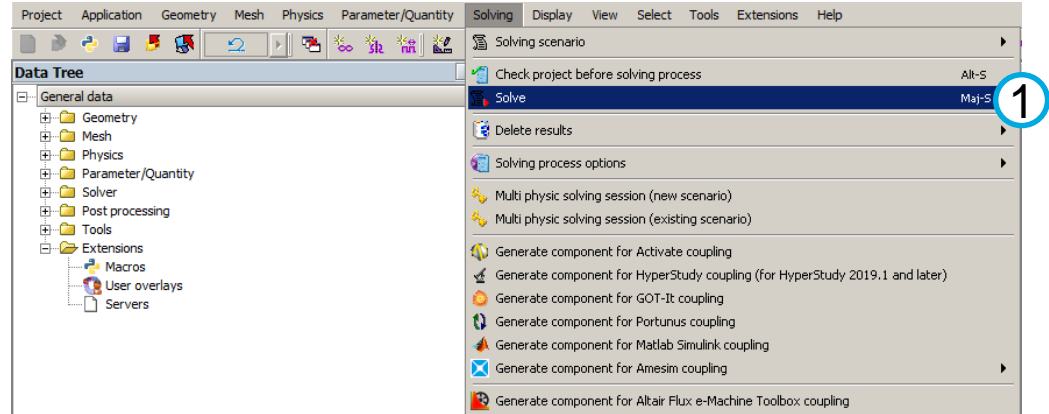 Project Application Geometry Mesh Physics Parameter/Quantity Solving Display View Select Tools Extensions Help
Data Tree
General data
Geometry
Mesh
Physics
Parameter/Quantity
Solver
Post processing
Tools
Extensions
Macros
User overlays
Servers
Solving scenario
Check project before solving process Alt-S
Solve Maj-S
1
Delete results
Solving process options
Multi physic solving session (new scenario)
Multi physic solving session (existing scenario)
Generate component for Activate coupling
Generate component for HyperStudy coupling (for HyperStudy 2019.1 and later)
Generate component for GOT-It coupling
Generate component for Portunus coupling
Generate component for Matlab Simulink coupling
Generate component for Amesim coupling
Generate component for Altair Flux e-Machine Toolbox coupling